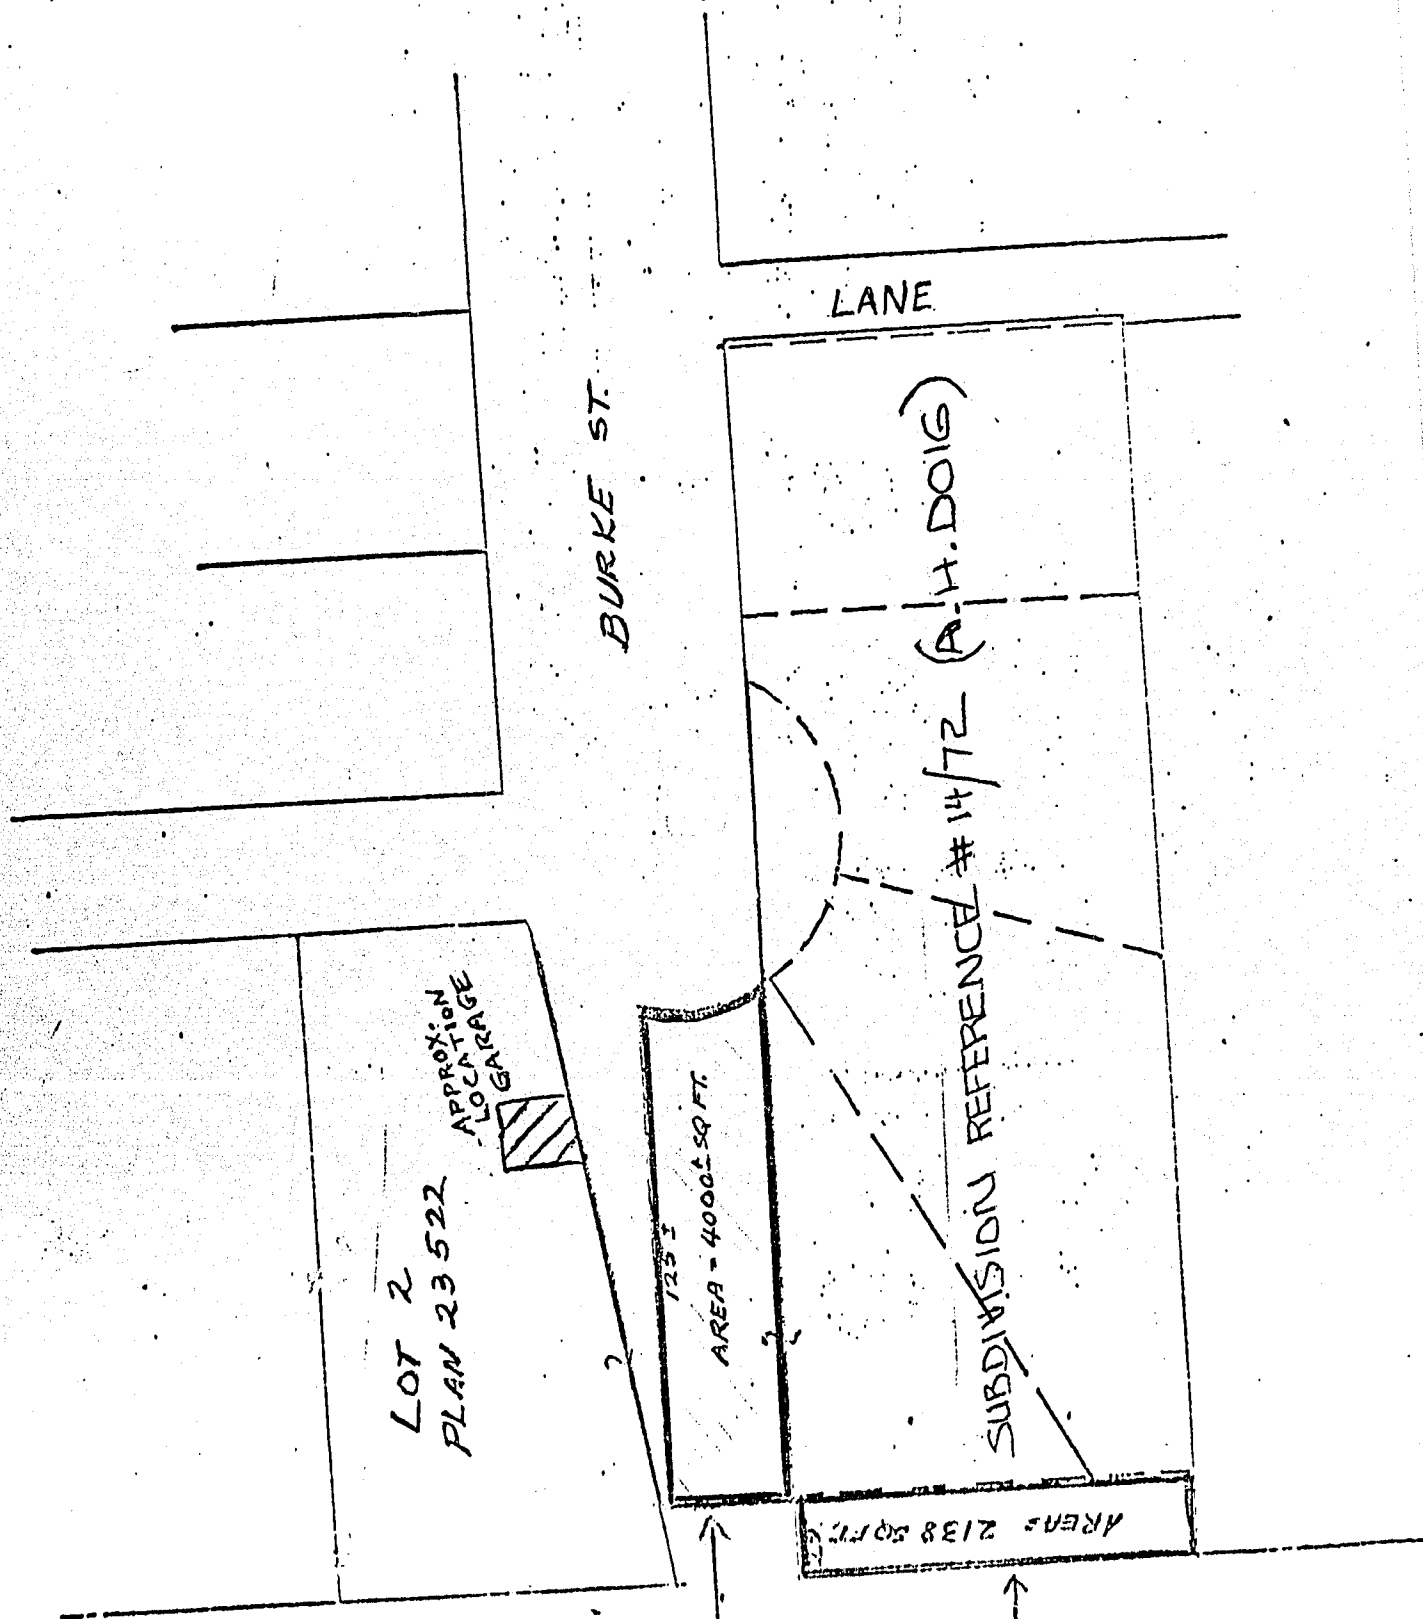 LANE
BURKE ST.
SUBDIVISION REFERENCE # 14/72 (A.H. DOIG)
APPROX:
LOCATION
GARAGE
LOT 2
PLAN 23522
123 ±
AREA = 4000± SQ FT.
AREA= 2138 SQ FT.